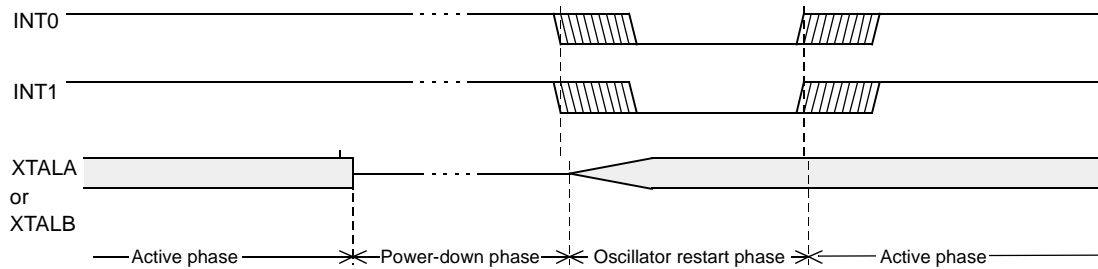 INT0
INT1
XTALA
or
XTALB
Active phase
Power-down phase
Oscillator restart phase
Active phase